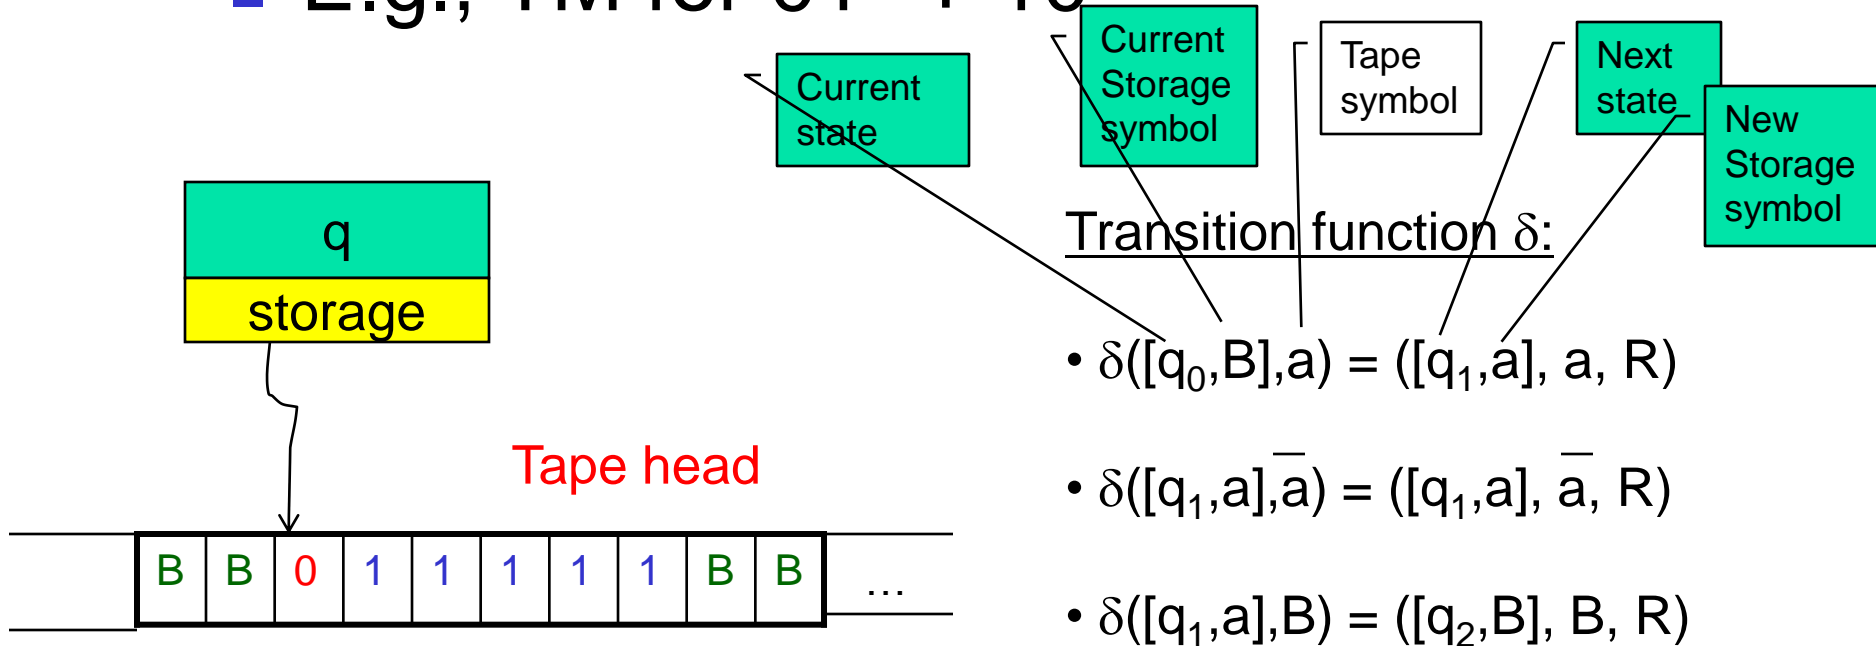 Current
state
Current
Storage
symbol
Tape
symbol
Next
state
New
Storage
symbol
q
storage
Transition function δ:
• δ([q₀,B],a) = ([q₁,a], a, R)
Tape head
• δ([q₁,a],a̅) = ([q₁,a], a̅, R)
B B 0 1 1 1 1 1 B B ...
• δ([q₁,a],B) = ([q₂,B], B, R)